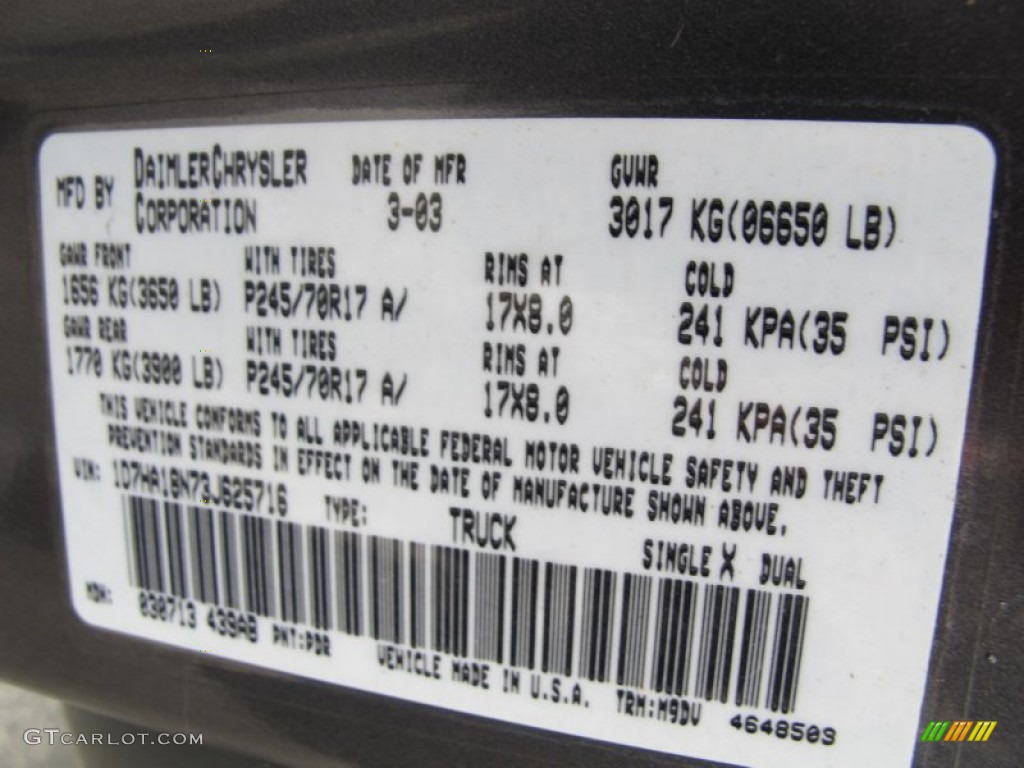 MFD BY DAIMLERCHRYSLER CORPORATION DATE OF MFR 3-03 GVWR 3017 KG(06650 LB)
GAWR FRONT WITH TIRES RIMS AT COLD
1656 KG(3650 LB) P245/70R17 A/ 17X8.0 241 KPA(35 PSI)
GAWR REAR WITH TIRES RIMS AT COLD
1770 KG(3900 LB) P245/70R17 A/ 17X8.0 241 KPA(35 PSI)
THIS VEHICLE CONFORMS TO ALL APPLICABLE FEDERAL MOTOR VEHICLE SAFETY AND THEFT
PREVENTION STANDARDS IN EFFECT ON THE DATE OF MANUFACTURE SHOWN ABOVE.
VIN: 1D7HA18N73J625716 TYPE: TRUCK SINGLE X DUAL
MDH: 030713 439AB PNT:PDR VEHICLE MADE IN U.S.A. TRM:M9DV 4648503
GTCARLOT.COM